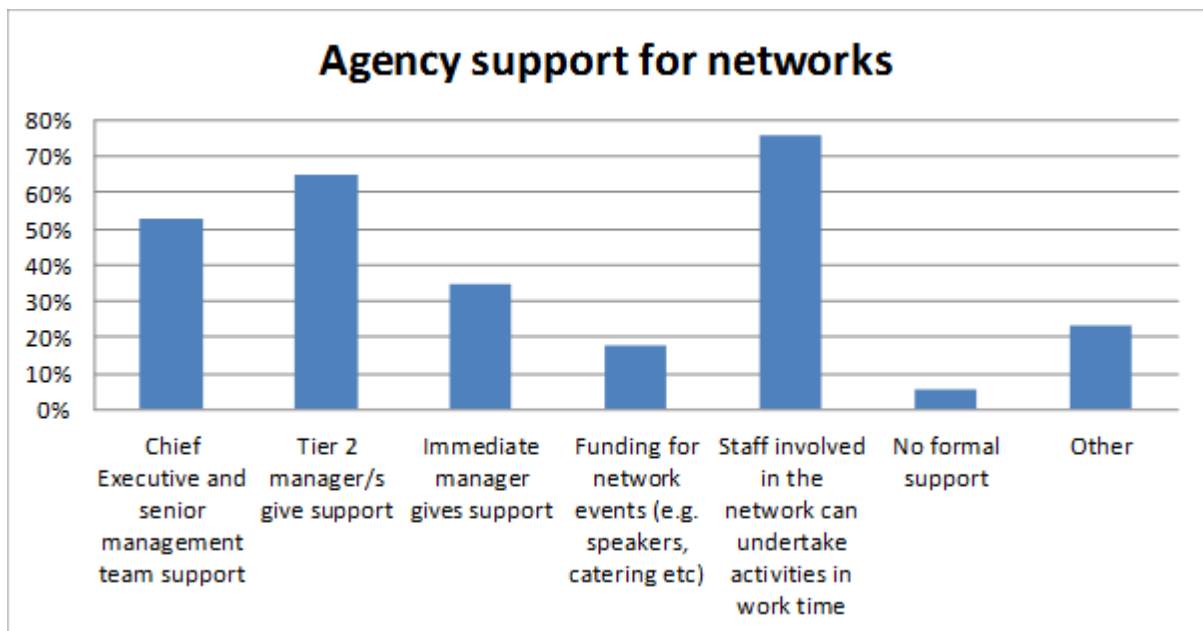 Agency support for networks
80%
70%
60%
50%
40%
30%
20%
10%
0%
Chief
Executive and
senior
management
team support
Tier 2
manager/s
give support
Immediate
manager
gives support
Funding for
network
events (e.g.
speakers,
catering etc)
Staff involved
in the
network can
undertake
activities in
work time
No formal
support
Other